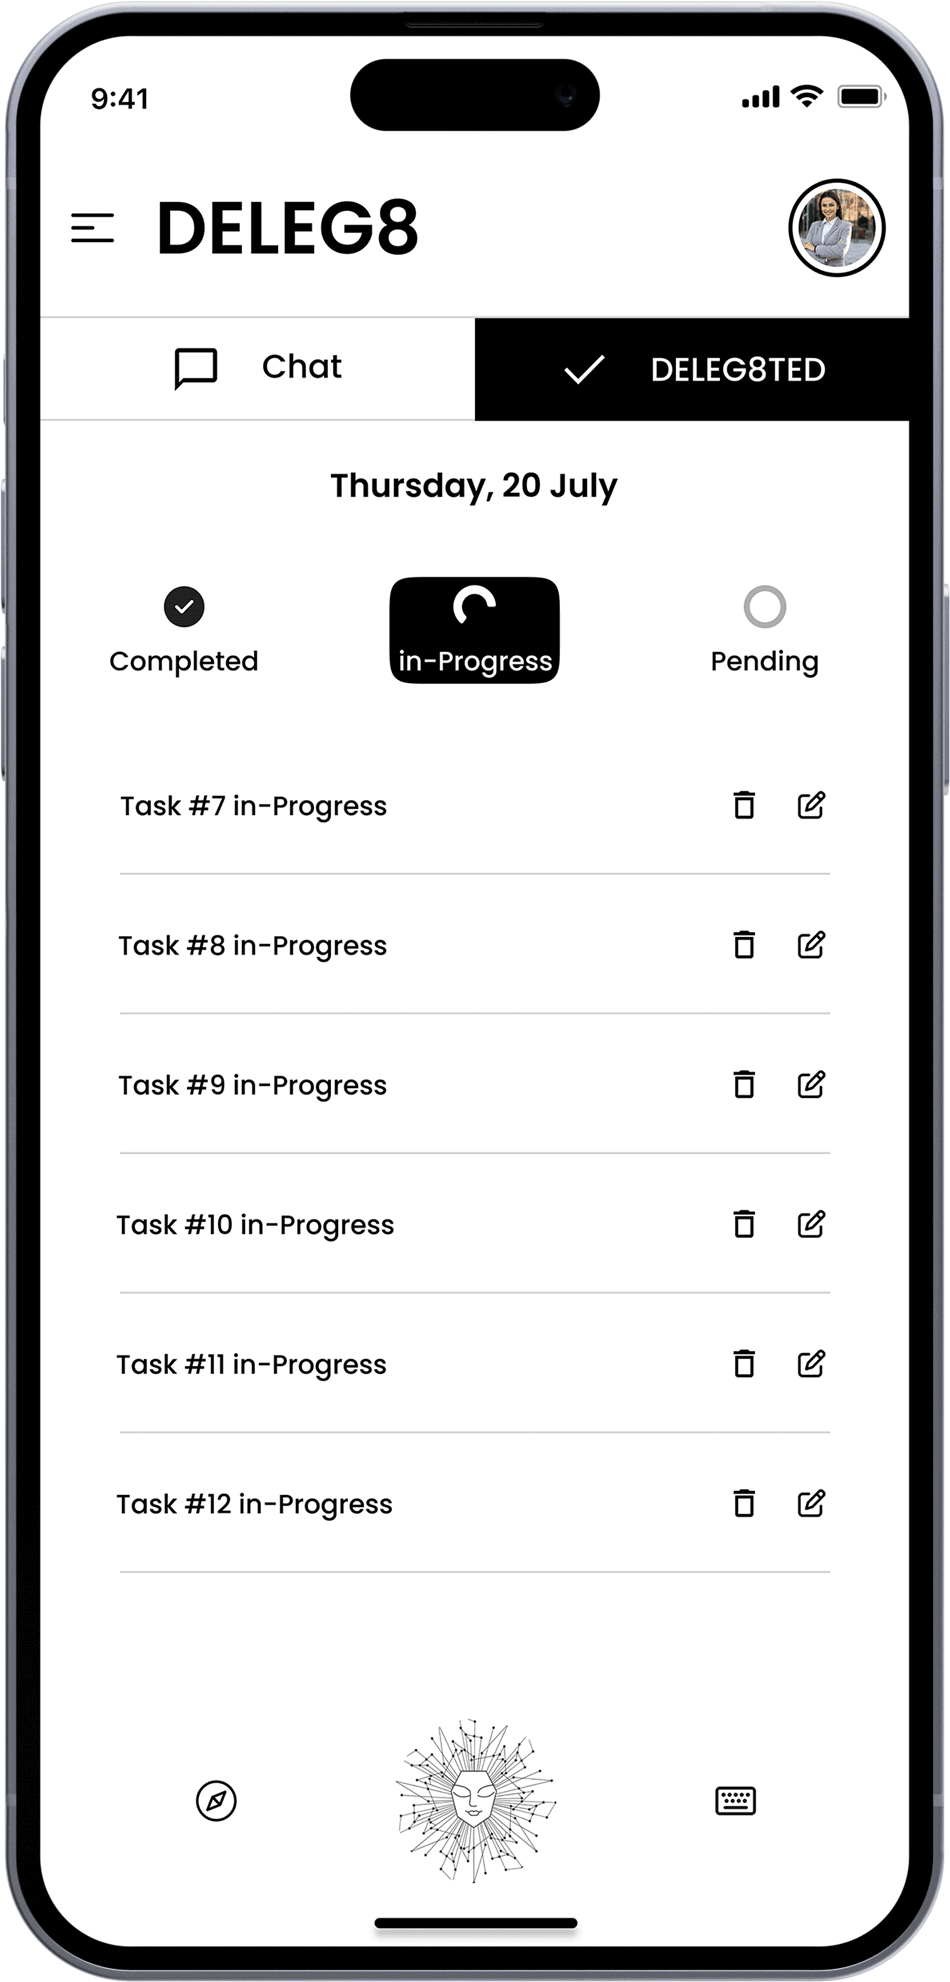 9:41
DELEG8
Chat
DELEG8TED
Thursday, 20 July
Completed
in-Progress
Pending
Task #7 in-Progress
Task #8 in-Progress
Task #9 in-Progress
Task #10 in-Progress
Task #11 in-Progress
Task #12 in-Progress